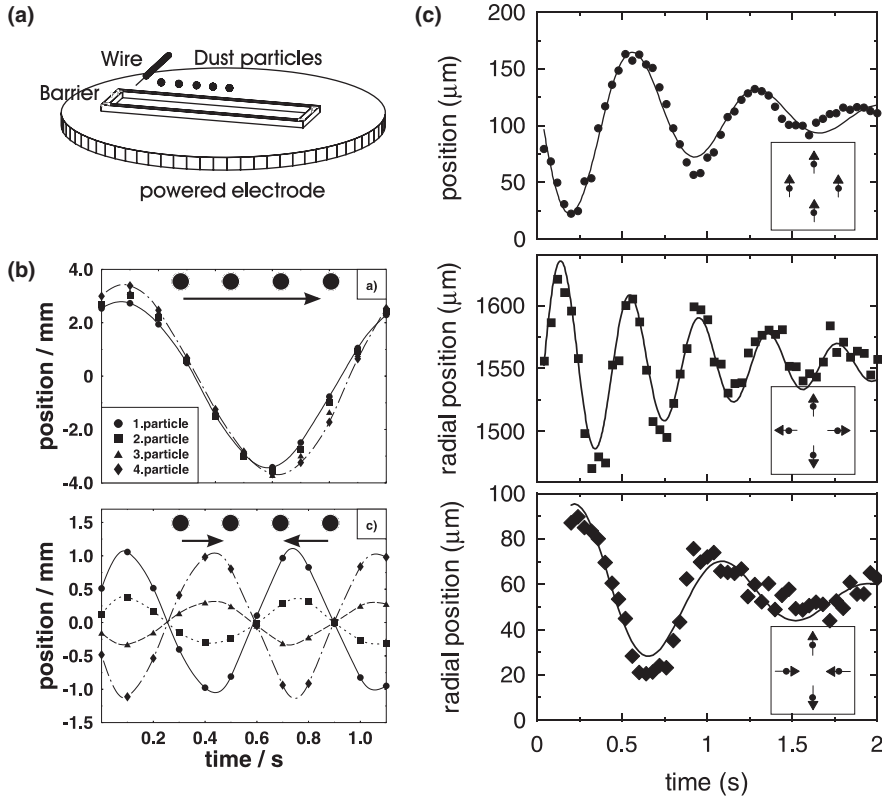 (a)
Wire
Dust particles
Barrier
powered electrode
(b)
a)
position / mm
4.0
2.0
0
-2.0
-4.0
1.particle
2.particle
3.particle
4.particle
c)
position / mm
1.5
1.0
0.5
0.0
-0.5
-1.0
-1.5
0.2 0.4 0.6 0.8 1.0
time / s
(c)
position (μm)
200
150
100
50
0
radial position (μm)
1600
1550
1500
radial position (μm)
100
80
60
40
20
0
0 0.5 1 1.5 2
time (s)